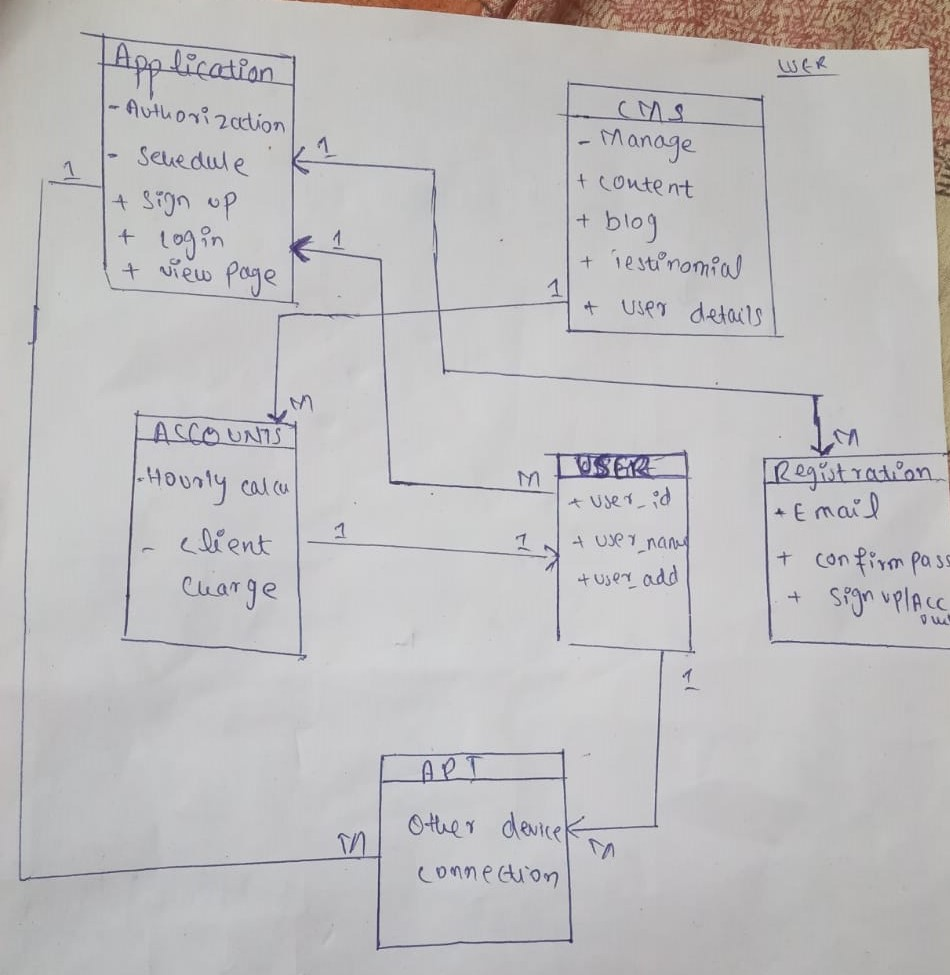 Application
- Authorization
- Schedule
+ Sign up
+ Login
+ view page
1
1
1
CMS
- Manage
+ content
+ blog
+ Testinomial
+ user details
1
M
ACCOUNTS
- Hourly calcu
- client
charge
1
1
M
USER
+ user_id
+ user_name
+ user_add
1
M
Registration
+ Email
+ confirm pass
+ Sign up/Acc
M
API
Other device
connection
M